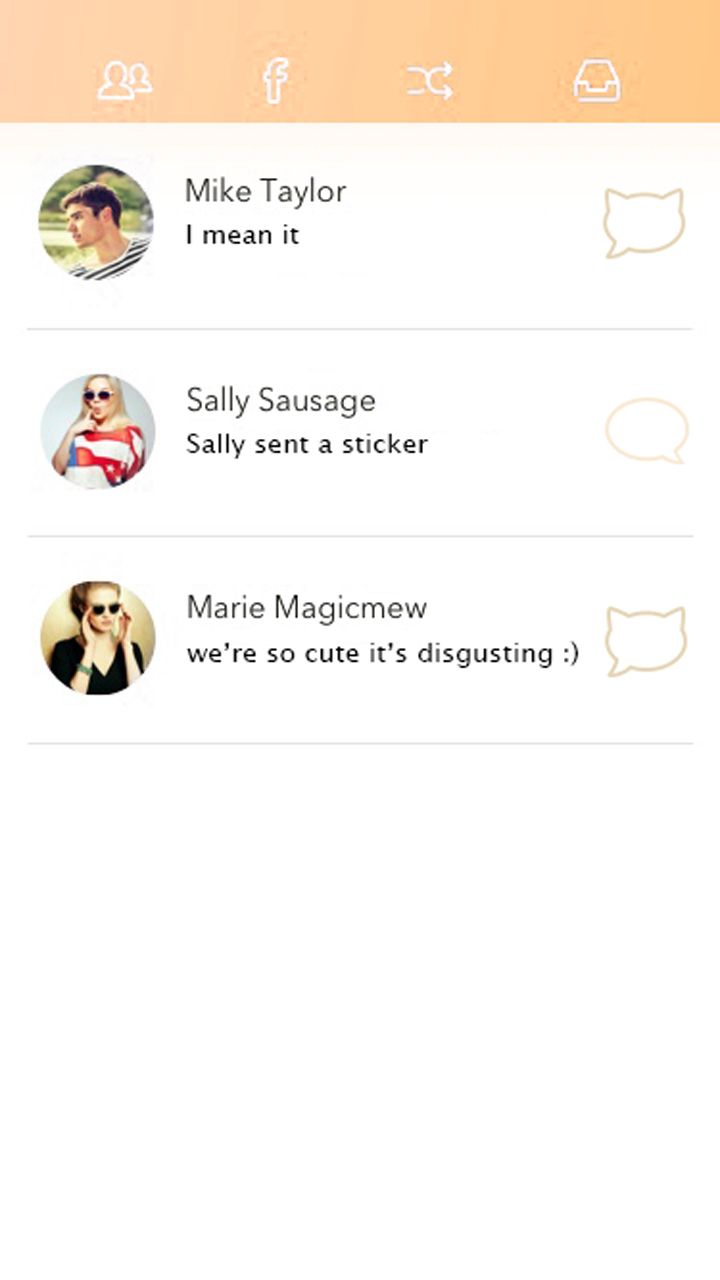 Mike Taylor
I mean it
Sally Sausage
Sally sent a sticker
Marie Magicmew
we're so cute it's disgusting :)